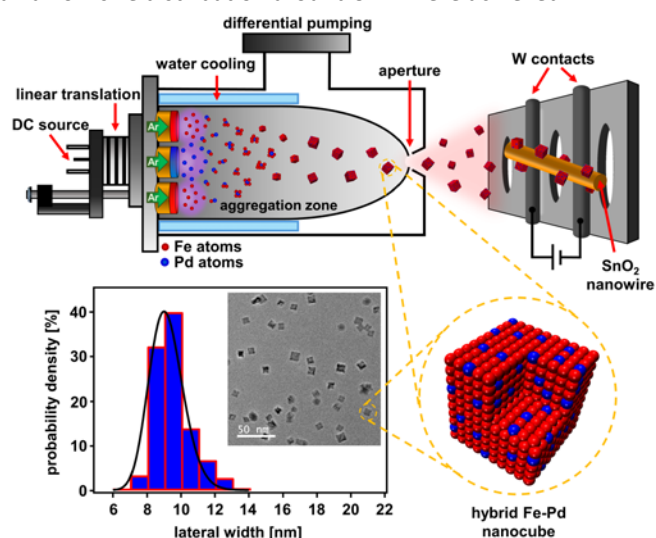 differential pumping
water cooling
aperture
W contacts
linear translation
DC source
Ar
Ar
Ar
aggregation zone
Fe atoms
Pd atoms
SnO2
nanowire
probability density [%]
40
30
20
10
0
50 nm
6 8 10 12 14 16 18 20 22
lateral width [nm]
hybrid Fe-Pd
nanocube